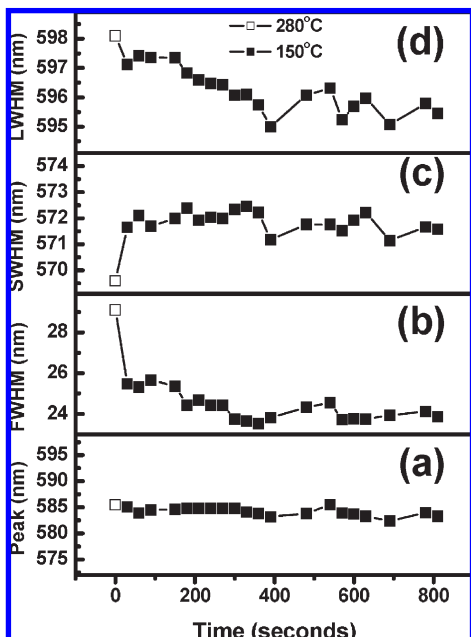 280°C
150°C
(d)
LWHM (nm)
598
597
596
595
(c)
SWHM (nm)
574
573
572
571
570
(b)
FWHM (nm)
28
26
24
(a)
Peak (nm)
595
590
585
580
575
0 200 400 600 800
Time (seconds)